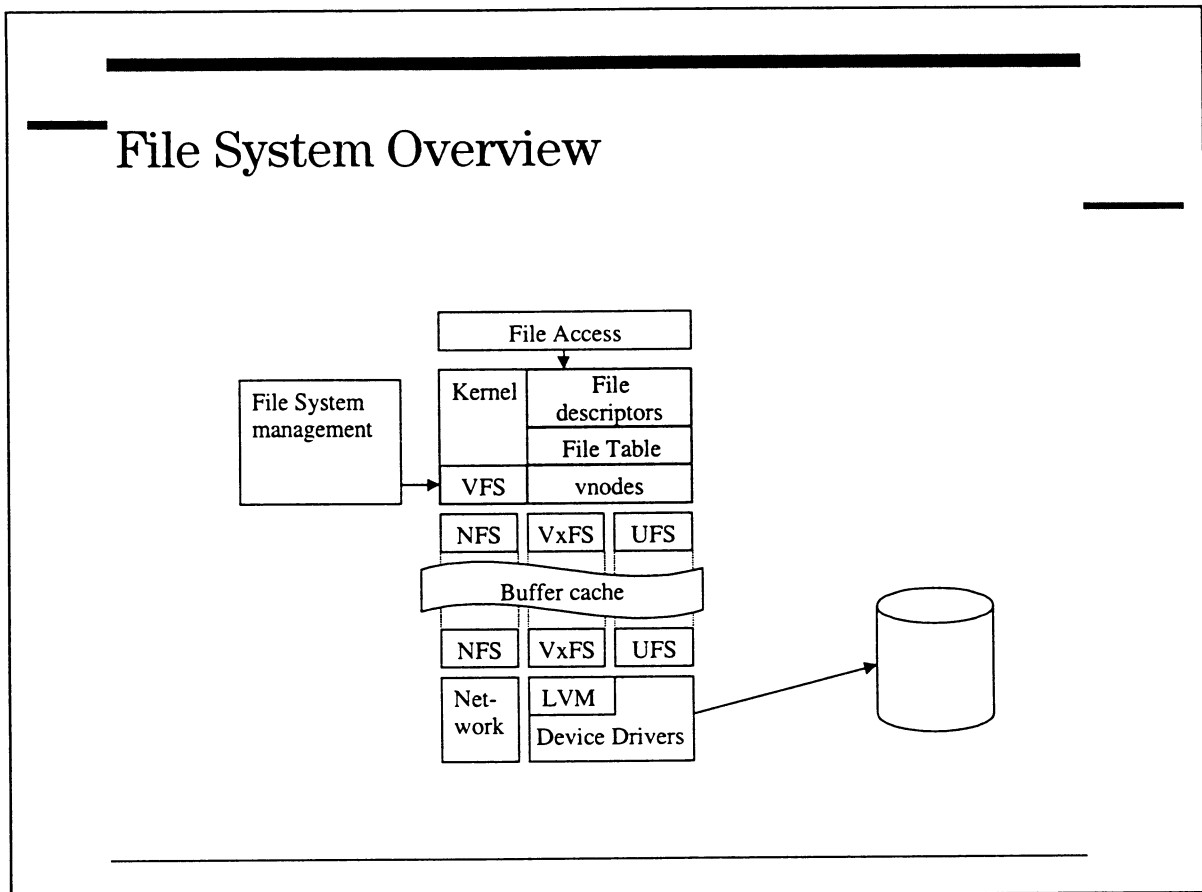 File System Overview
File Access
File System
management
Kernel
File
descriptors
File Table
VFS
vnodes
NFS
VxFS
UFS
Buffer cache
NFS
VxFS
UFS
Net-
work
LVM
Device Drivers